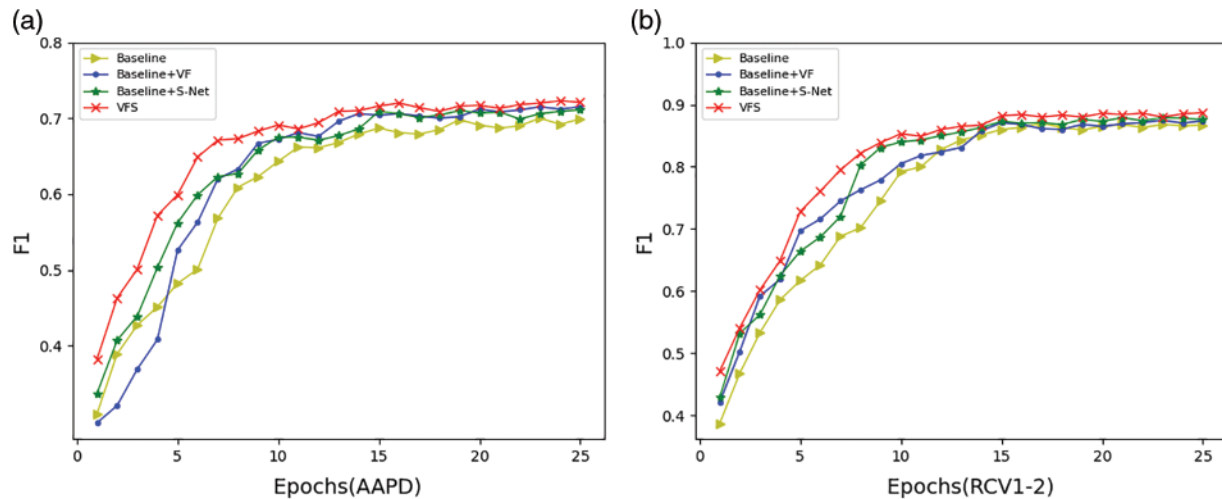 (a)
0.8
0.7
0.6
0.5
0.4
F1
Baseline
Baseline+VF
Baseline+S-Net
VFS
0 5 10 15 20 25
Epochs(AAPD)
(b)
1.0
0.9
0.8
0.7
0.6
0.5
0.4
F1
Baseline
Baseline+VF
Baseline+S-Net
VFS
0 5 10 15 20 25
Epochs(RCV1-2)